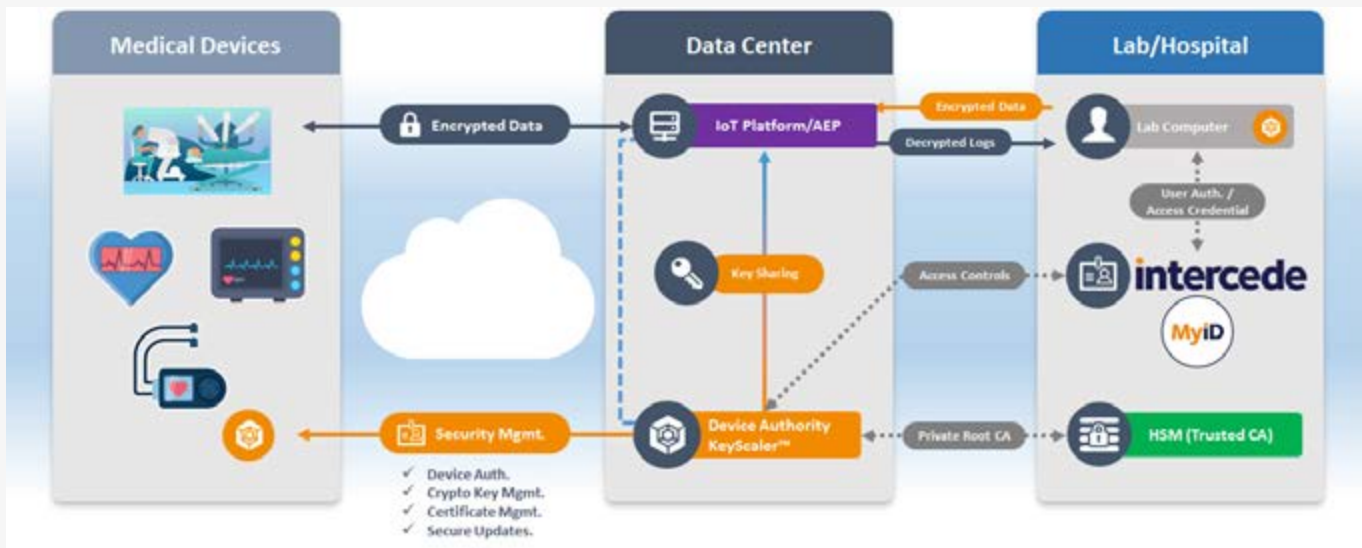 Medical Devices
Data Center
Lab/Hospital
Encrypted Data
IoT Platform/AEP
Encrypted Data
Decrypted Logs
Lab Computer
User Auth. /
Access Credential
Key Sharing
Access Controls
intercede
MyiD
Security Mgmt.
Device Authority
KeyScaler™
Private Root CA
HSM (Trusted CA)
✓ Device Auth.
✓ Crypto Key Mgmt.
✓ Certificate Mgmt.
✓ Secure Updates.